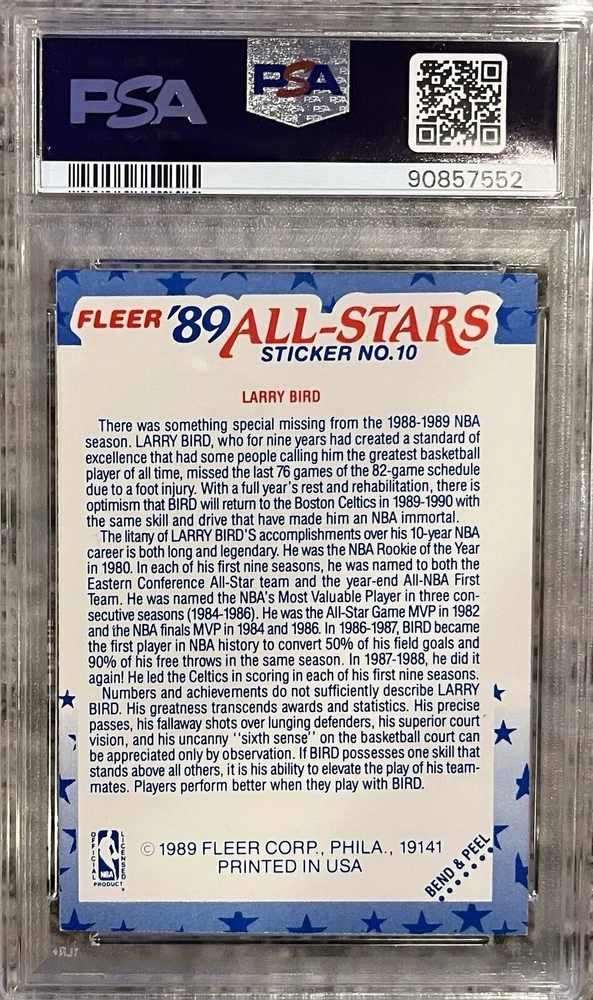 PSA
PSA
90857552
FLEER '89 ALL-STARS
STICKER NO. 10
LARRY BIRD
There was something special missing from the 1988-1989 NBA
season. LARRY BIRD, who for nine years had created a standard of
excellence that had some people calling him the greatest basketball
player of all time, missed the last 76 games of the 82-game schedule
due to a foot injury. With a full year's rest and rehabilitation, there is
optimism that BIRD will return to the Boston Celtics in 1989-1990 with
the same skill and drive that have made him an NBA immortal.
The litany of LARRY BIRD'S accomplishments over his 10-year NBA
career is both long and legendary. He was the NBA Rookie of the Year
in 1980. In each of his first nine seasons, he was named to both the
Eastern Conference All-Star team and the year-end All-NBA First
Team. He was named the NBA's Most Valuable Player in three con-
secutive seasons (1984-1986). He was the All-Star Game MVP in 1982
and the NBA finals MVP in 1984 and 1986. In 1986-1987, BIRD became
the first player in NBA history to convert 50% of his field goals and
90% of his free throws in the same season. In 1987-1988, he did it
again! He led the Celtics in scoring in each of his first nine seasons.
Numbers and achievements do not sufficiently describe LARRY
BIRD. His greatness transcends awards and statistics. His precise
passes, his fallaway shots over lunging defenders, his superior court
vision, and his uncanny "sixth sense" on the basketball court can
be appreciated only by observation. If BIRD possesses one skill that
stands above all others, it is his ability to elevate the play of his team-
mates. Players perform better when they play with BIRD.
OFFICIAL LICENSED
NBA
PRODUCT
© 1989 FLEER CORP., PHILA., 19141
PRINTED IN USA
BEND & PEEL